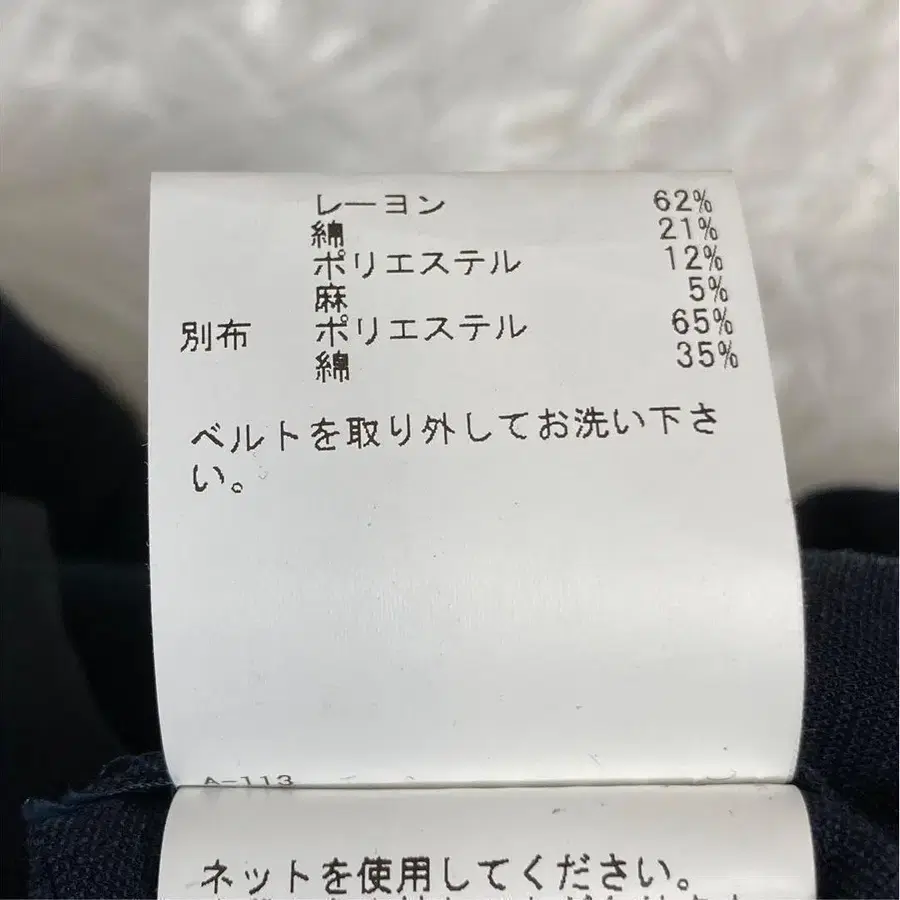 レーヨン 62%
綿 21%
ポリエステル 12%
麻 5%
別布 ポリエステル 65%
綿 35%
ベルトを取り外してお洗い下さ
い。
A-113
ネットを使用してください。